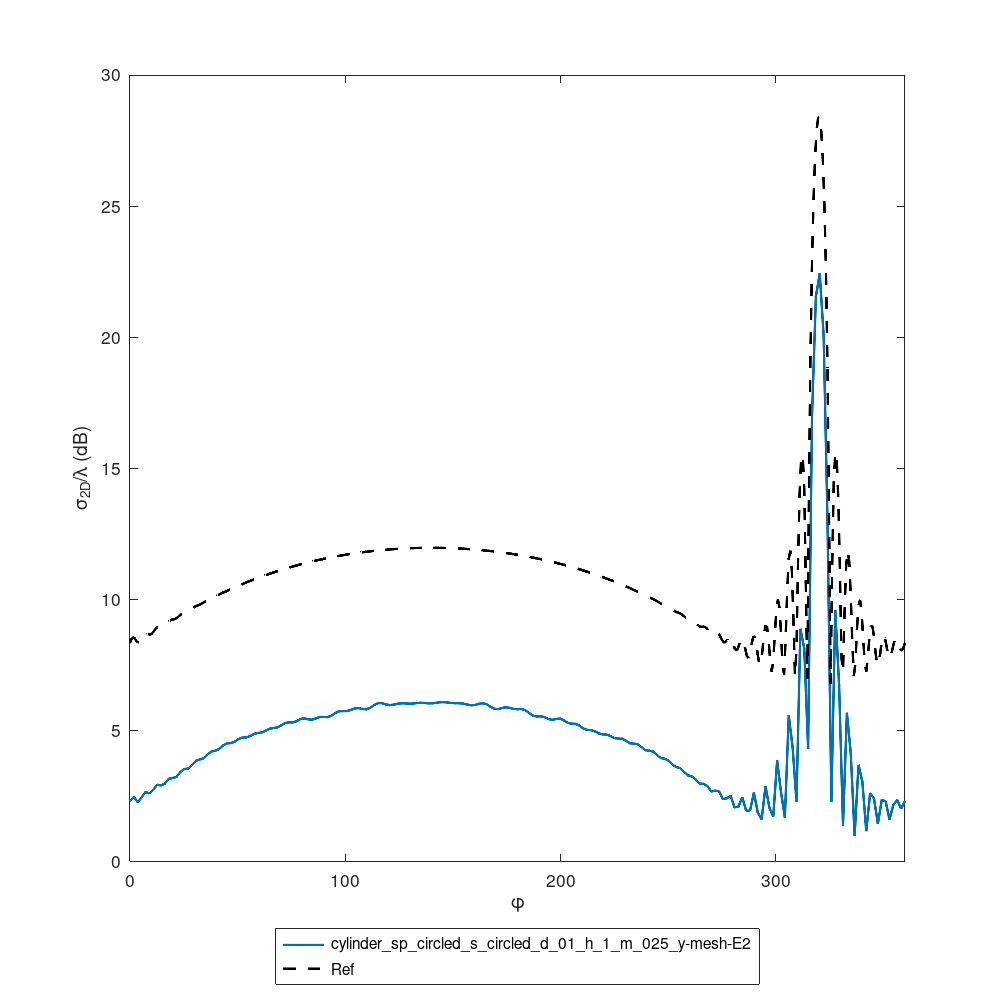 30
25
20
15
10
5
0
σ2D/λ (dB)
0 100 200 300
φ
cylinder_sp_circled_s_circled_d_01_h_1_m_025_y-mesh-E2
Ref